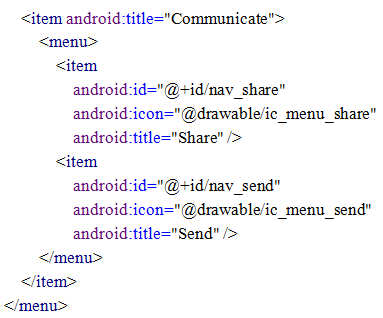 <item android:title="Communicate">
<menu>
<item
android:id="@+id/nav_share"
android:icon="@drawable/ic_menu_share"
android:title="Share" />
<item
android:id="@+id/nav_send"
android:icon="@drawable/ic_menu_send"
android:title="Send" />
</menu>
</item>
</menu>